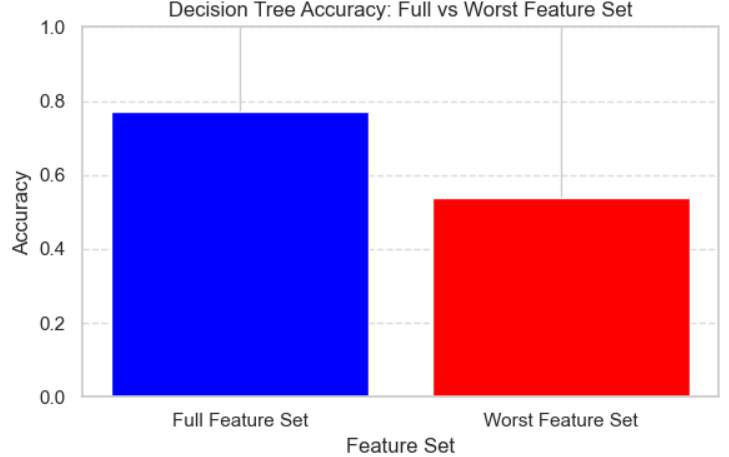 Decision Tree Accuracy: Full vs Worst Feature Set
1.0
0.8
0.6
0.4
0.2
0.0
Accuracy
Full Feature Set
Worst Feature Set
Feature Set